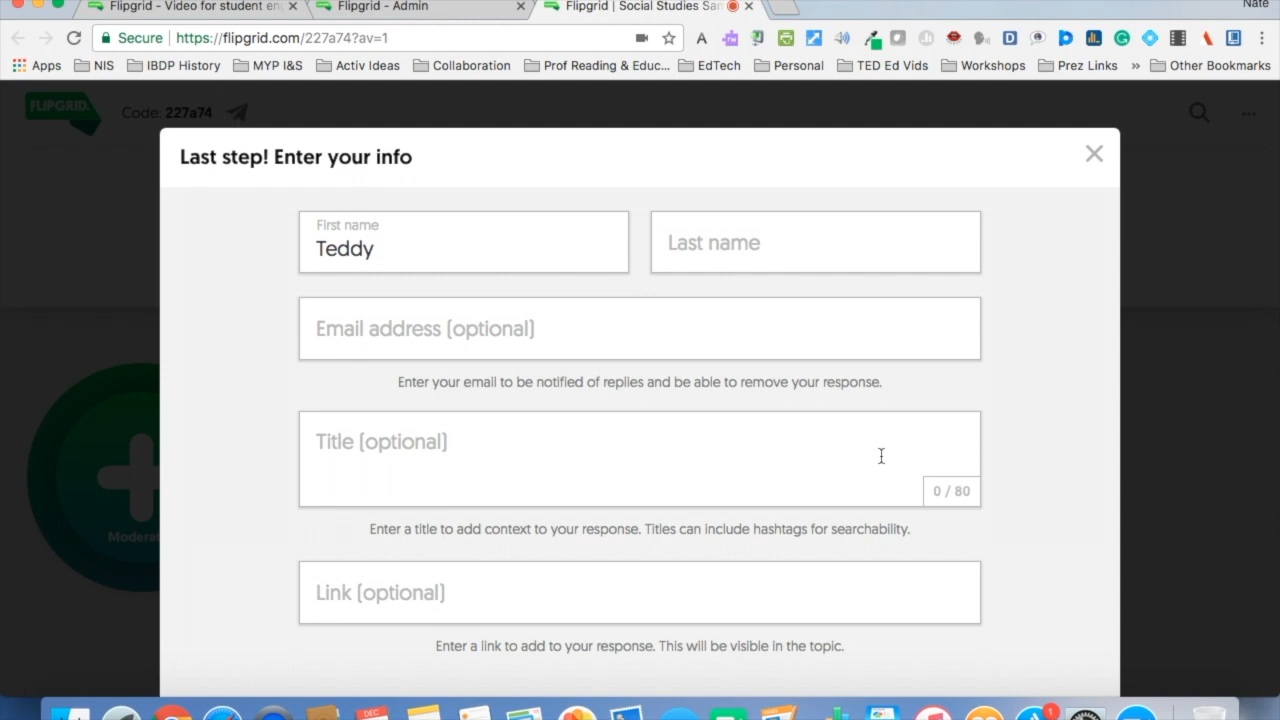 Nate
Flipgrid - Video for student en
Flipgrid - Admin
Flipgrid | Social Studies Sam
Secure https://flipgrid.com/227a74?av=1
Apps NIS IBDP History MYP I&S Activ Ideas Collaboration Prof Reading & Educ... EdTech Personal TED Ed Vids Workshops Prez Links » Other Bookmarks
FLIPGRID. Code: 227a74
Last step! Enter your info
First name
Teddy
Last name
Email address (optional)
Enter your email to be notified of replies and be able to remove your response.
Title (optional)
0 / 80
Enter a title to add context to your response. Titles can include hashtags for searchability.
Moderat
Link (optional)
Enter a link to add to your response. This will be visible in the topic.
DEC
1